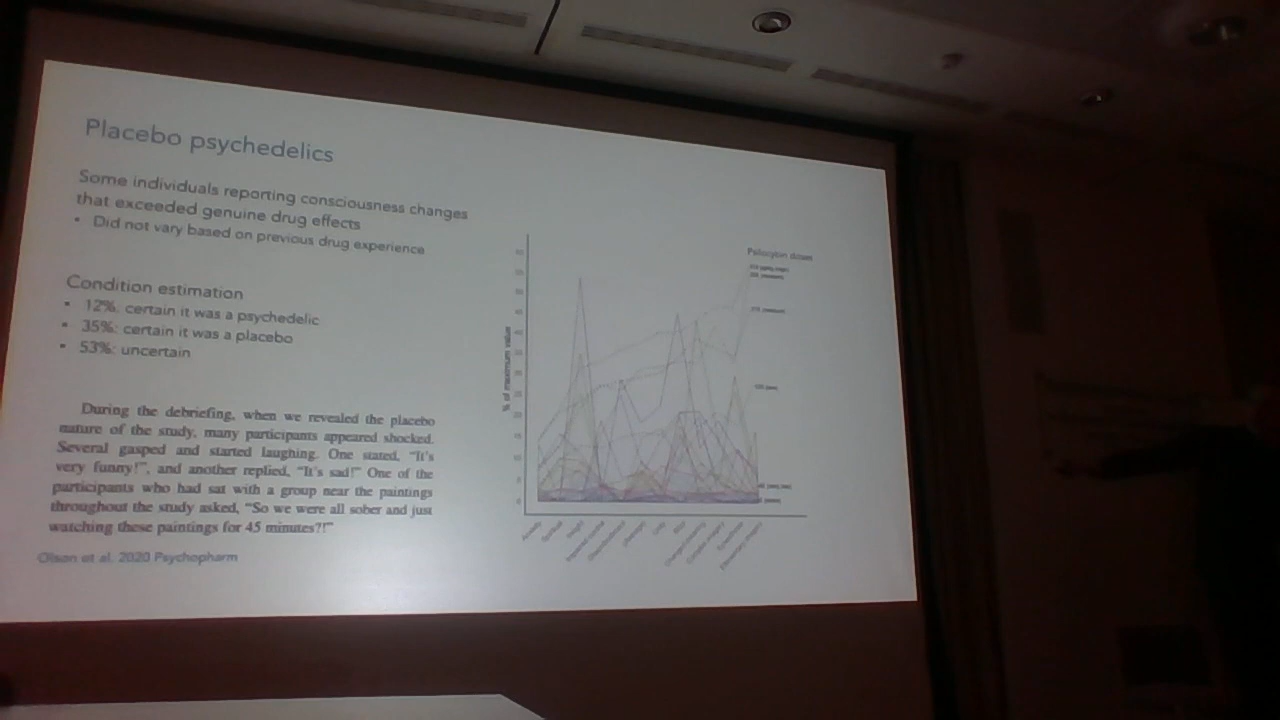 Placebo psychedelics
Some individuals reporting consciousness changes
that exceeded genuine drug effects
• Did not vary based on previous drug experience
Condition estimation
• 12%: certain it was a psychedelic
• 35%: certain it was a placebo
• 53%: uncertain
During the debriefing, when we revealed the placebo
nature of the study, many participants appeared shocked.
Several gasped and started laughing. One stated, “It’s
very funny!”, and another replied, “It’s sad!” One of the
participants who had sat with a group near the paintings
throughout the study asked, “So we were all sober and just
watching these paintings for 45 minutes?!”
Olson et al. 2020 Psychopharm
% of maximum value
Psilocybin doses